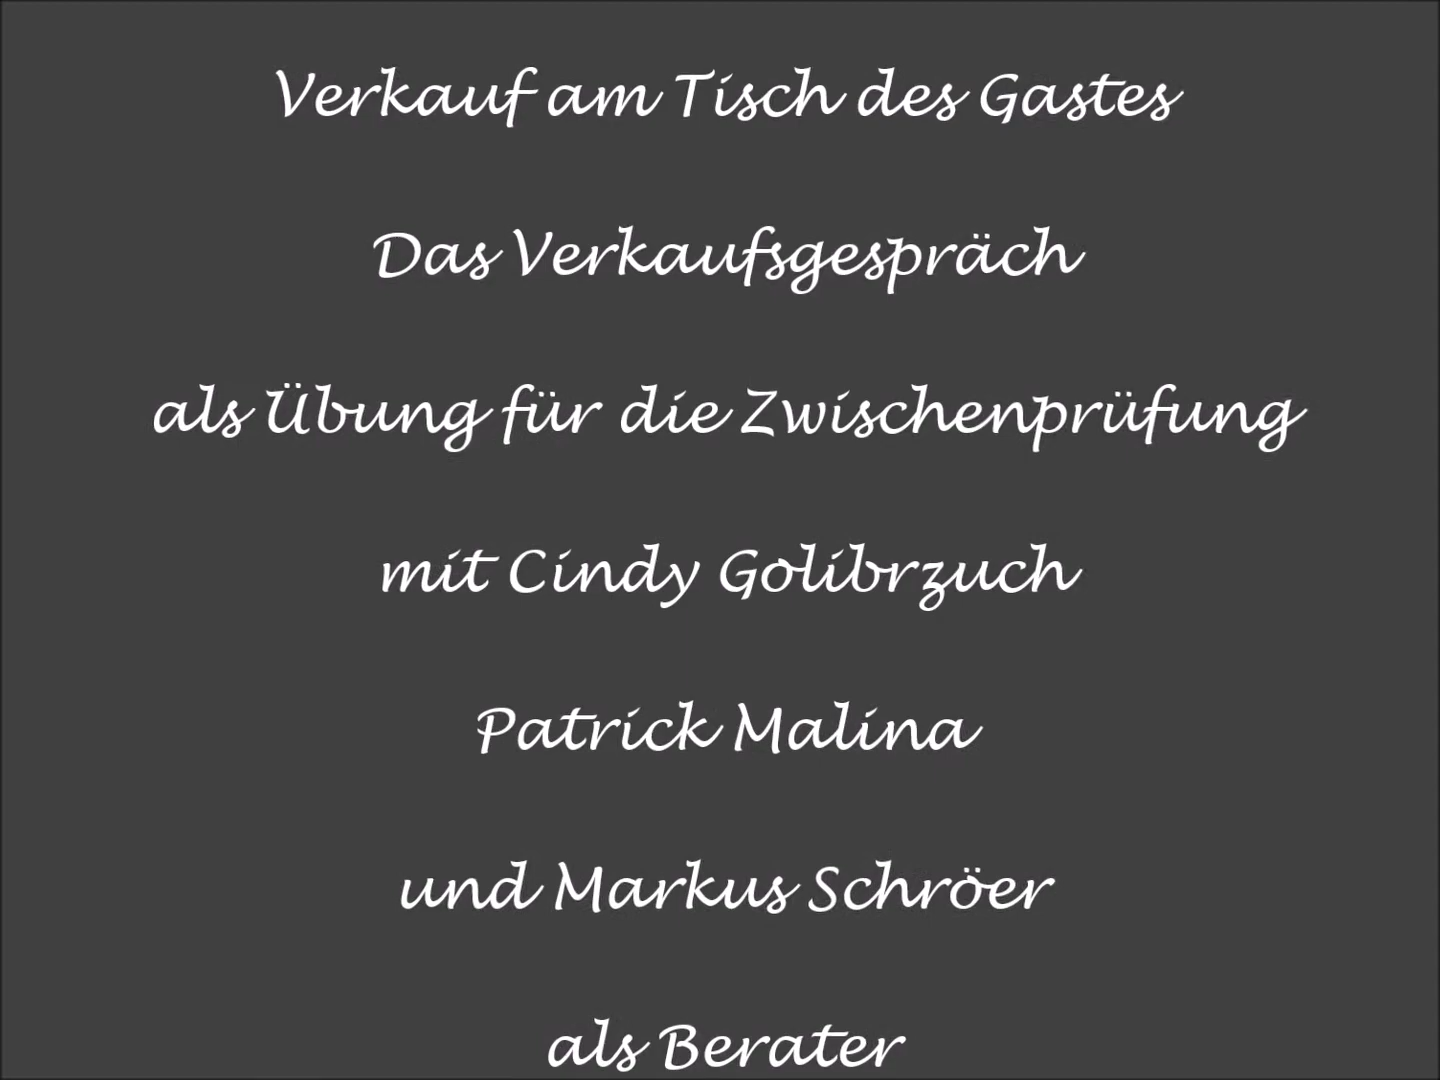 Verkauf am Tisch des Gastes
Das Verkaufsgespräch
als Übung für die Zwischenprüfung
mit Cindy Golibrzuch
Patrick Malina
und Markus Schröer
als Berater